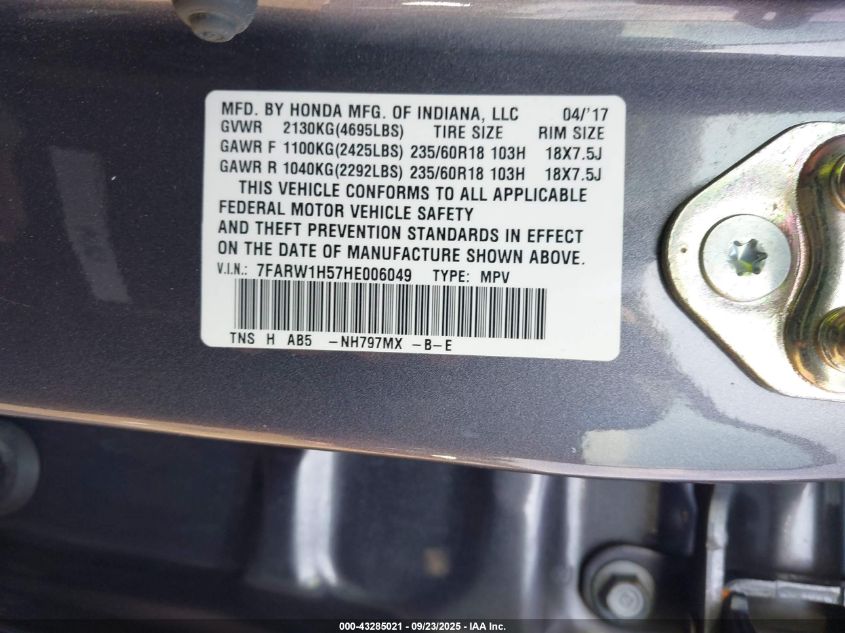 MFD. BY HONDA MFG. OF INDIANA, LLC 04/'17
GVWR 2130KG(4695LBS) TIRE SIZE RIM SIZE
GAWR F 1100KG(2425LBS) 235/60R18 103H 18X7.5J
GAWR R 1040KG(2292LBS) 235/60R18 103H 18X7.5J
THIS VEHICLE CONFORMS TO ALL APPLICABLE
FEDERAL MOTOR VEHICLE SAFETY
AND THEFT PREVENTION STANDARDS IN EFFECT
ON THE DATE OF MANUFACTURE SHOWN ABOVE.
V.I.N.: 7FARW1H57HE006049 TYPE: MPV
TNS H AB5 -NH797MX -B-E
000-43285021 - 09/23/2025 - IAA Inc.